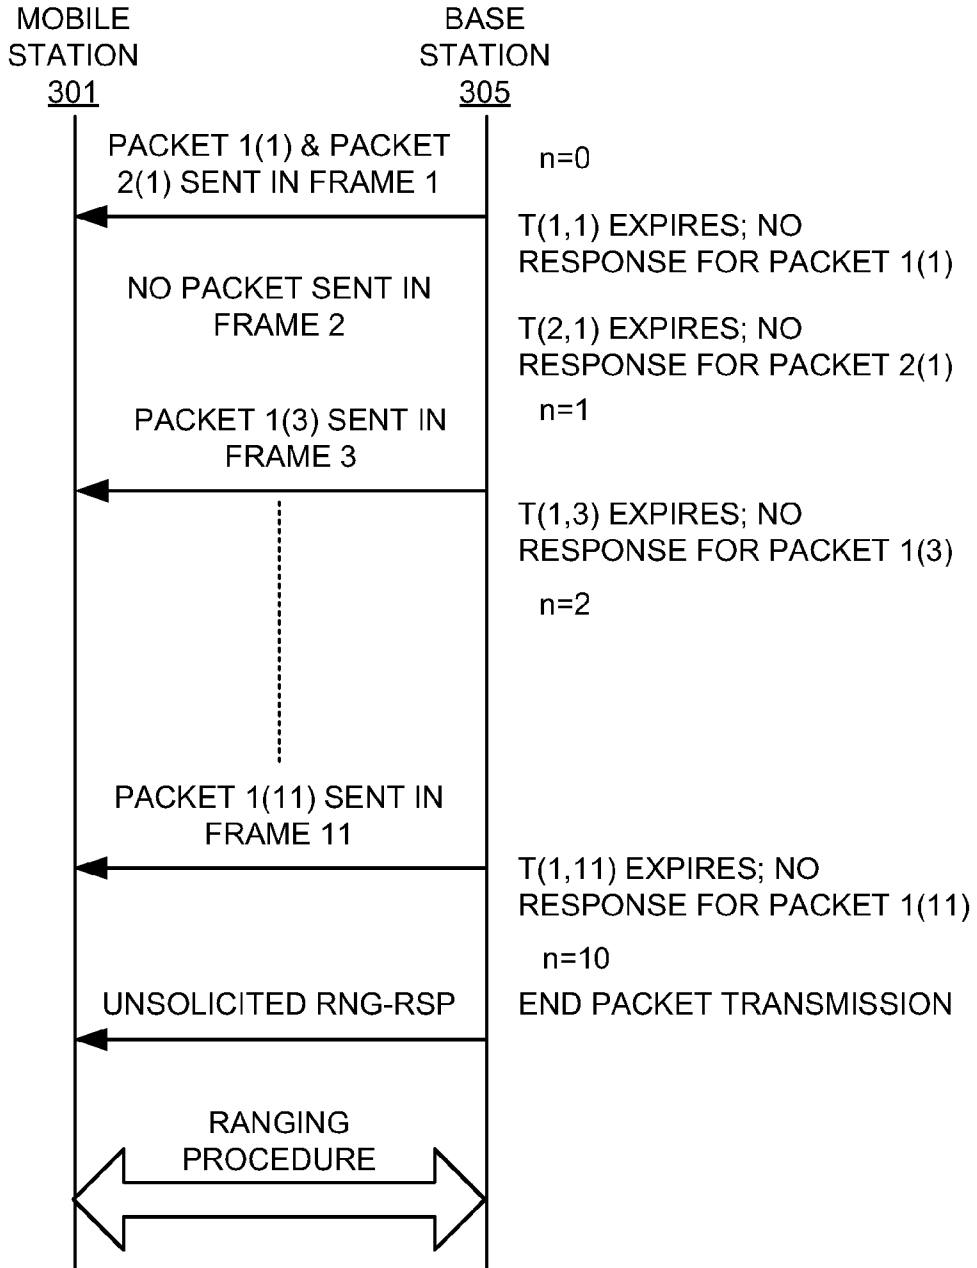 MOBILE
STATION
301
BASE
STATION
305
PACKET 1(1) & PACKET
2(1) SENT IN FRAME 1
n=0
T(1,1) EXPIRES; NO
RESPONSE FOR PACKET 1(1)
NO PACKET SENT IN
FRAME 2
T(2,1) EXPIRES; NO
RESPONSE FOR PACKET 2(1)
n=1
PACKET 1(3) SENT IN
FRAME 3
T(1,3) EXPIRES; NO
RESPONSE FOR PACKET 1(3)
n=2
PACKET 1(11) SENT IN
FRAME 11
T(1,11) EXPIRES; NO
RESPONSE FOR PACKET 1(11)
n=10
UNSOLICITED RNG-RSP
END PACKET TRANSMISSION
RANGING
PROCEDURE